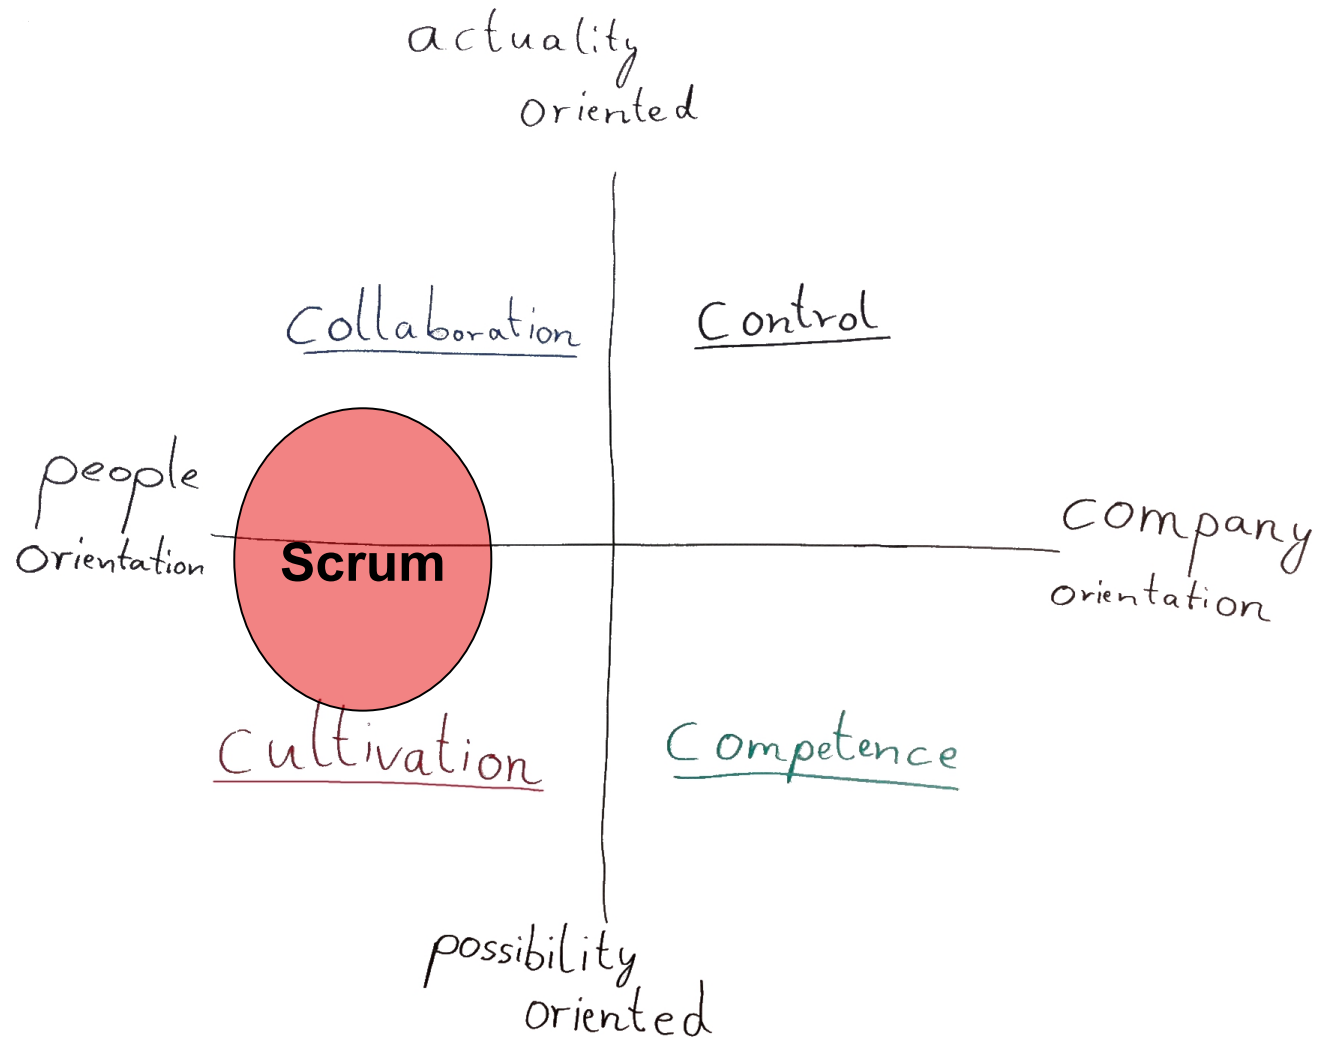 actuality
oriented
Collaboration
Control
people
orientation
Scrum
Company
orientation
Cultivation
Competence
possibility
oriented